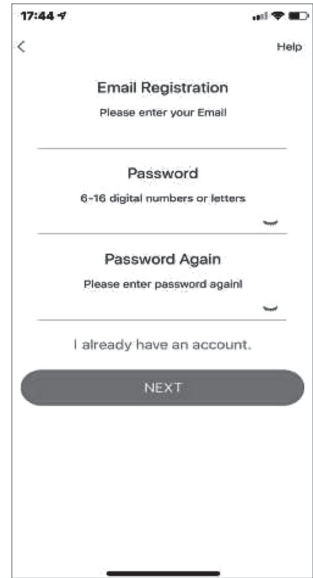 17:44
Help
Email Registration
Please enter your Email
Password
6-16 digital numbers or letters
Password Again
Please enter password again!
I already have an account.
NEXT